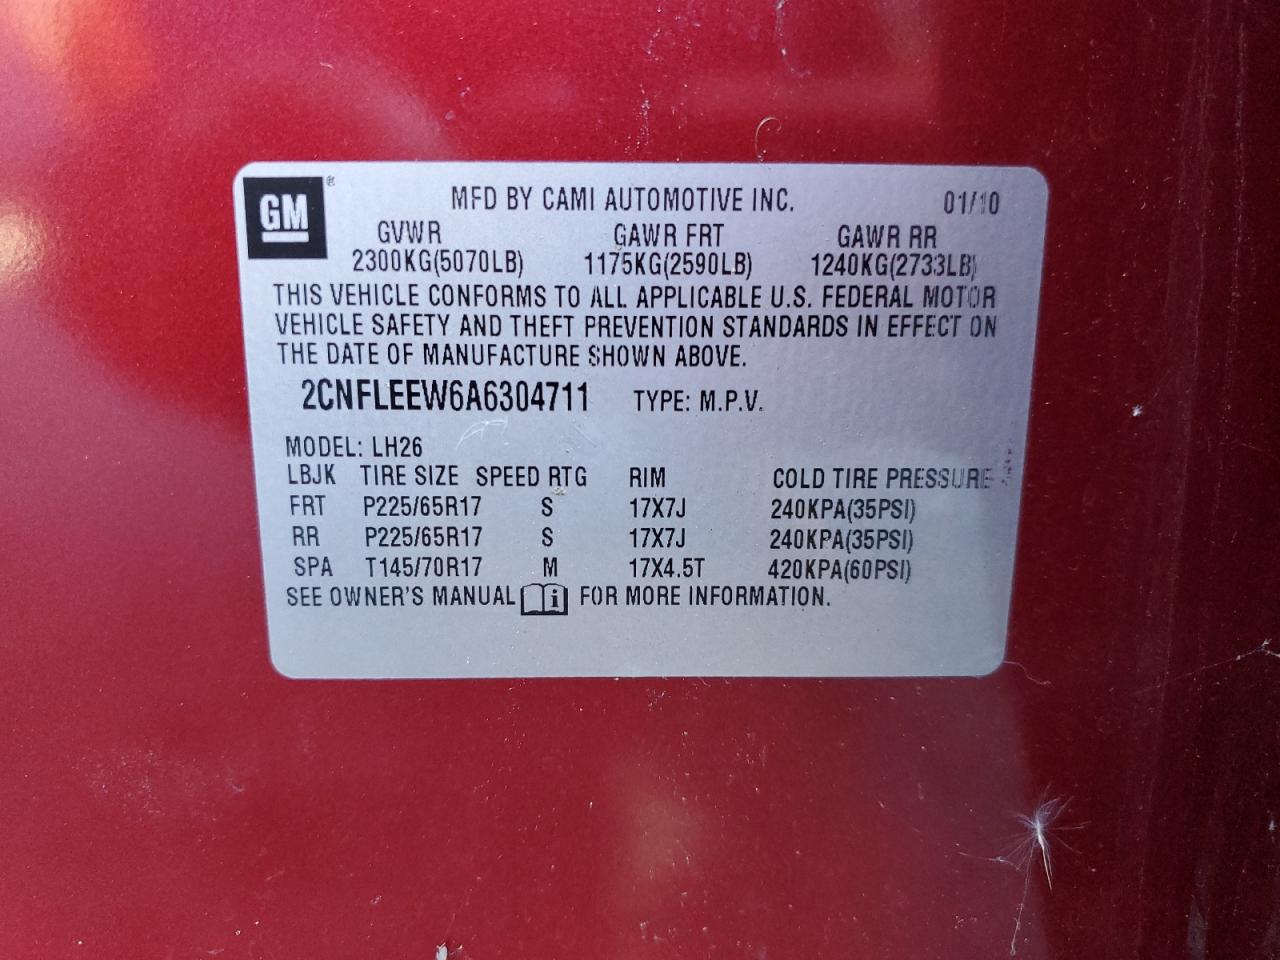 GM ® MFD BY CAMI AUTOMOTIVE INC. 01/10
GVWR GAWR FRT GAWR RR
2300KG(5070LB) 1175KG(2590LB) 1240KG(2733LB)
THIS VEHICLE CONFORMS TO ALL APPLICABLE U.S. FEDERAL MOTOR
VEHICLE SAFETY AND THEFT PREVENTION STANDARDS IN EFFECT ON
THE DATE OF MANUFACTURE SHOWN ABOVE.
2CNFLEEW6A6304711 TYPE: M.P.V.
MODEL: LH26
LBJK TIRE SIZE SPEED RTG RIM COLD TIRE PRESSURE
FRT P225/65R17 S 17X7J 240KPA(35PSI)
RR P225/65R17 S 17X7J 240KPA(35PSI)
SPA T145/70R17 M 17X4.5T 420KPA(60PSI)
SEE OWNER'S MANUAL i FOR MORE INFORMATION.